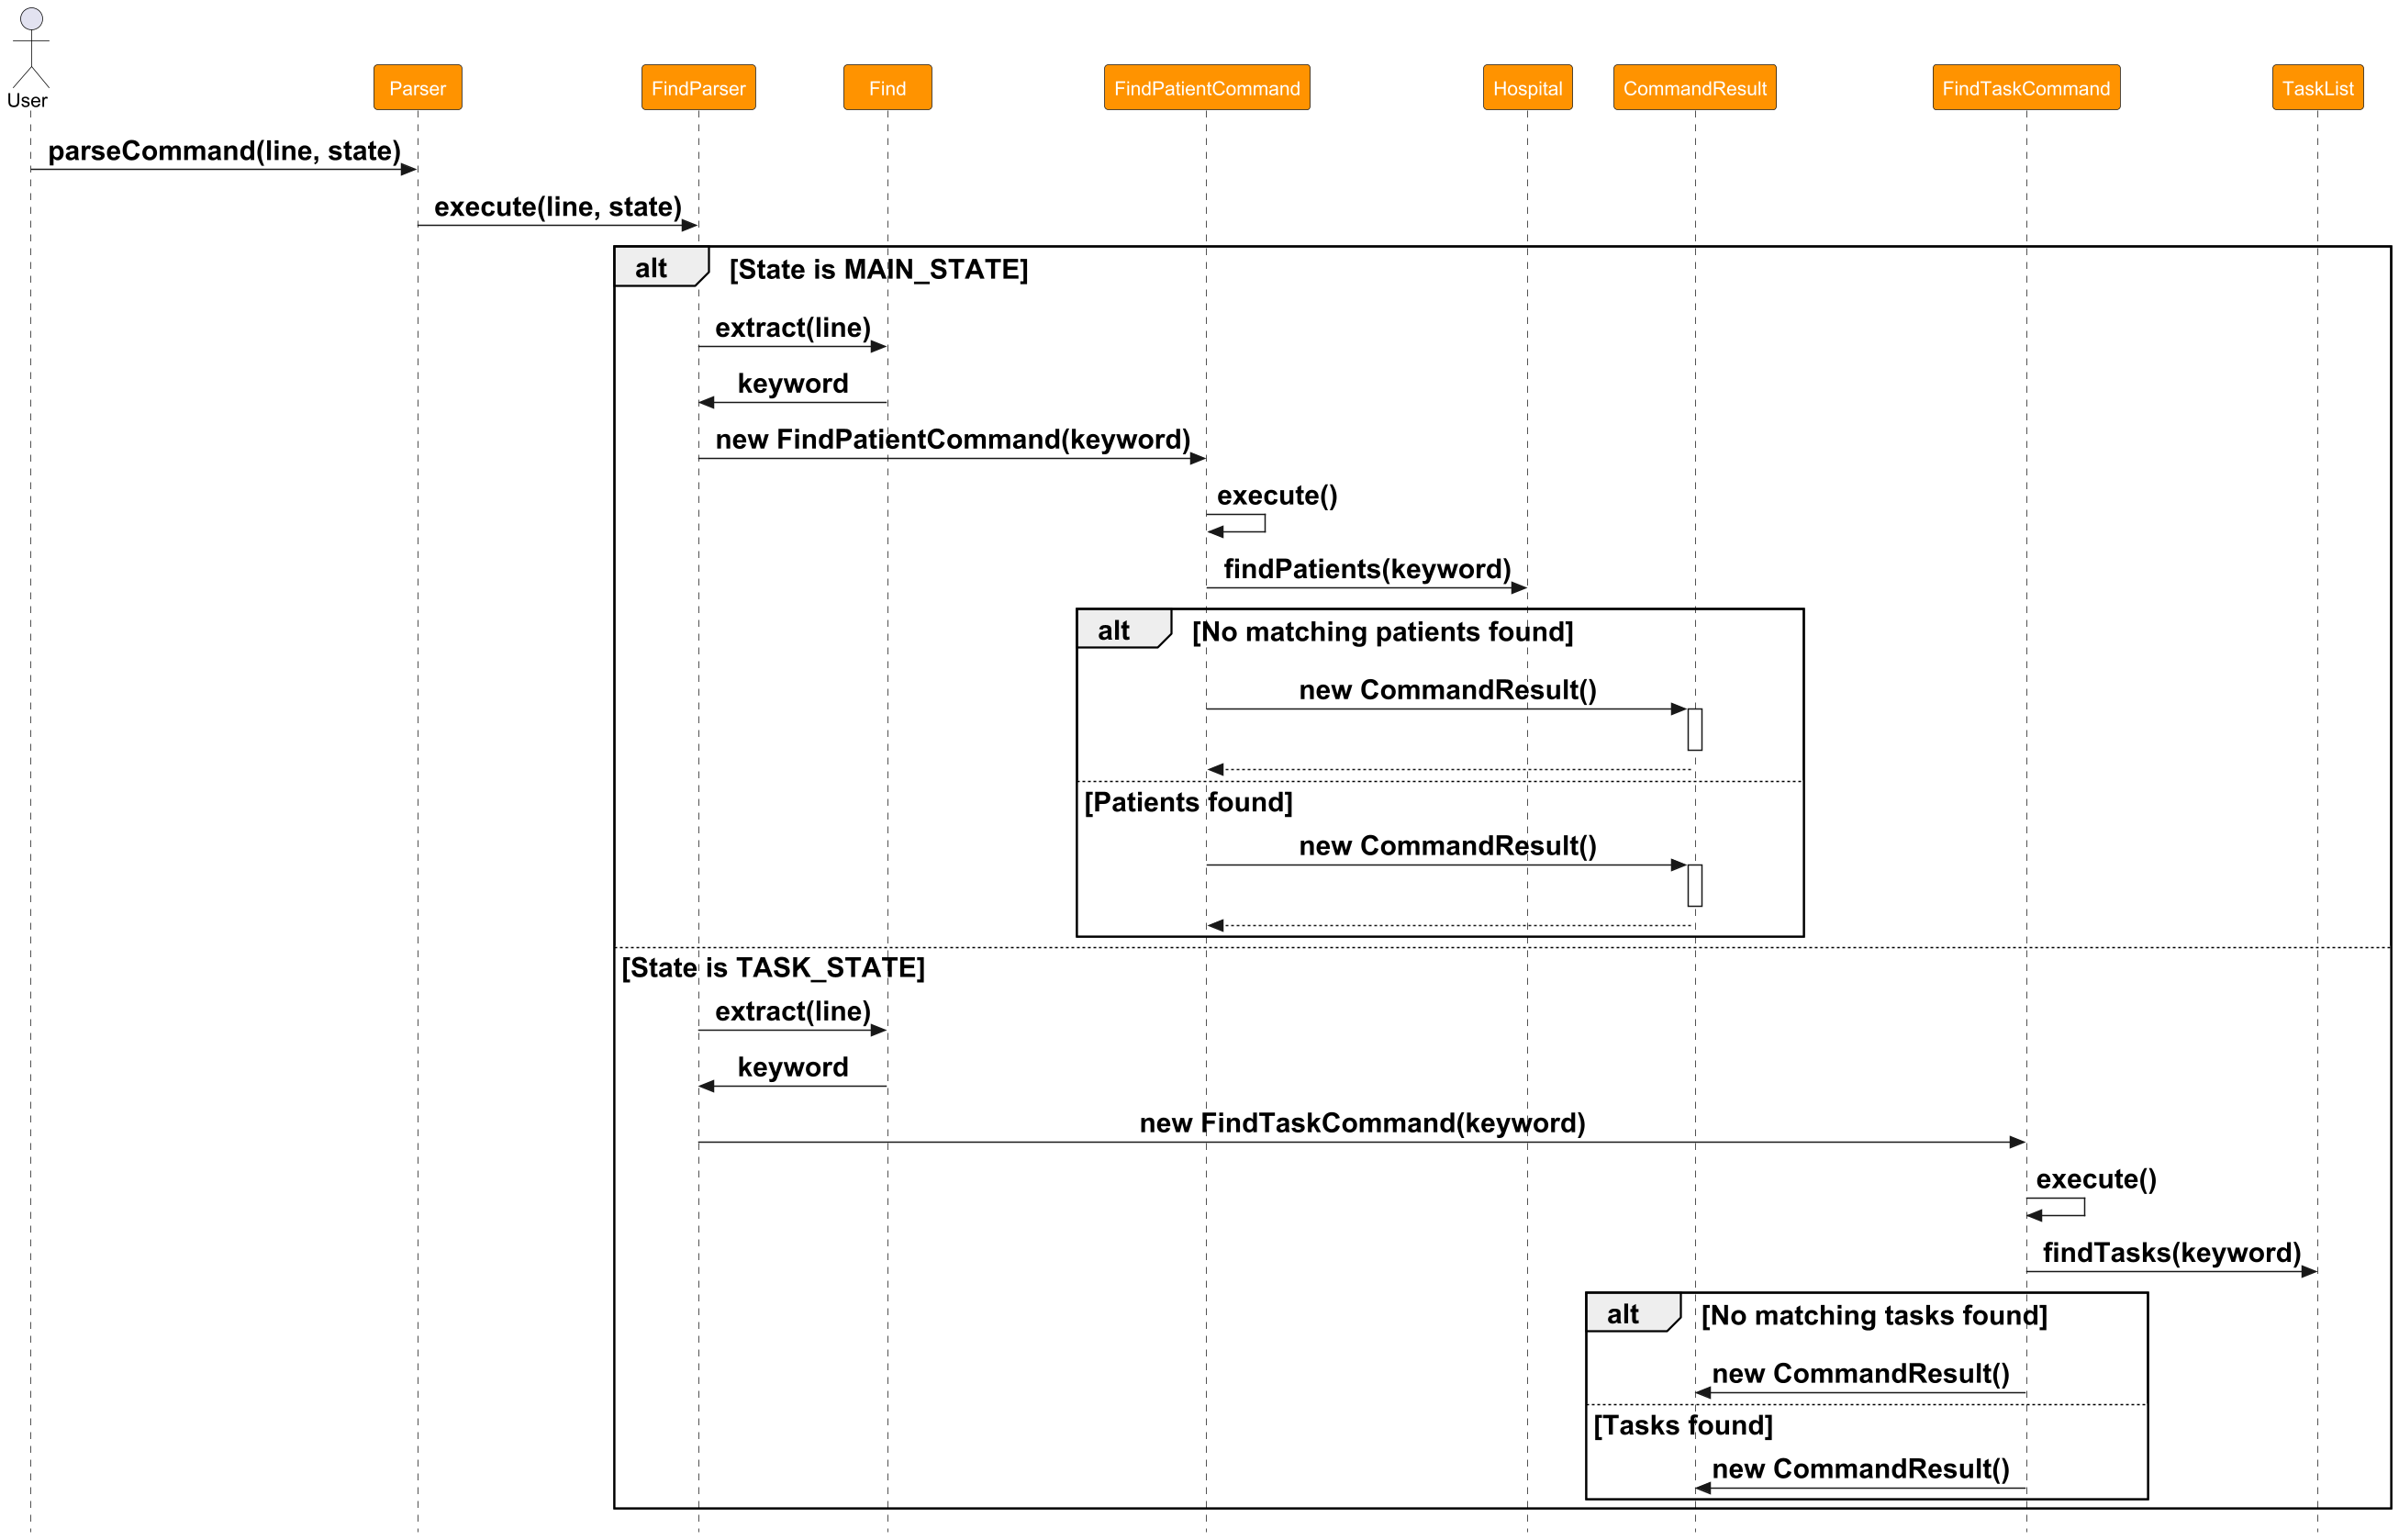 User
Parser
FindParser
Find
FindPatientCommand
Hospital
CommandResult
FindTaskCommand
TaskList
parseCommand(line, state)
execute(line, state)
alt
[State is MAIN_STATE]
extract(line)
keyword
new FindPatientCommand(keyword)
execute()
findPatients(keyword)
alt
[No matching patients found]
new CommandResult()
[Patients found]
new CommandResult()
[State is TASK_STATE]
extract(line)
keyword
new FindTaskCommand(keyword)
execute()
findTasks(keyword)
alt
[No matching tasks found]
new CommandResult()
[Tasks found]
new CommandResult()